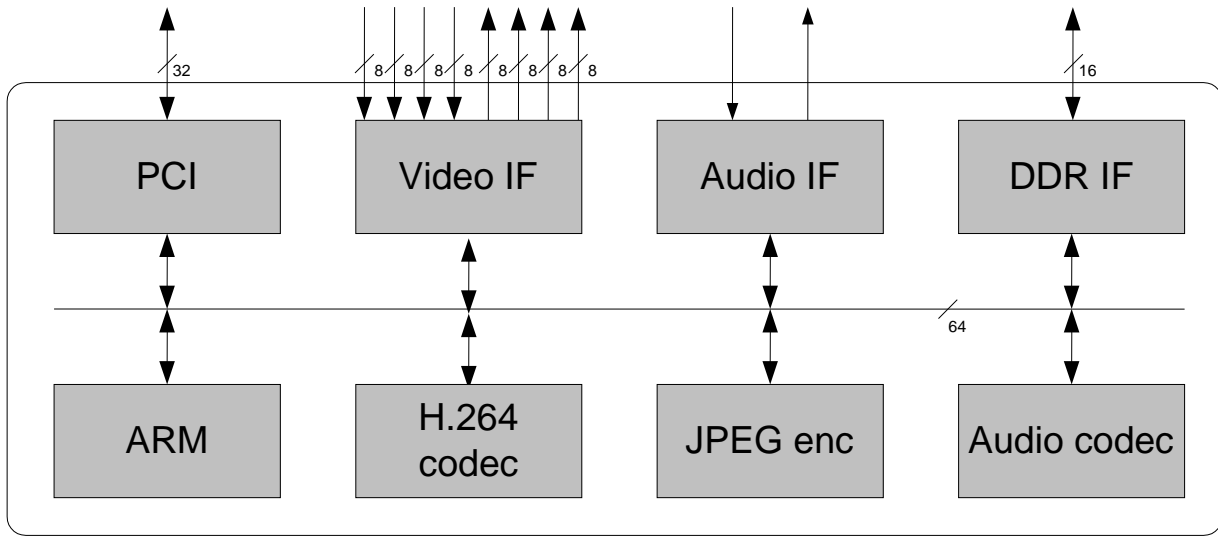 32
8
8
8
8
8
8
8
8
16
PCI
Video IF
Audio IF
DDR IF
64
ARM
H.264
codec
JPEG enc
Audio codec